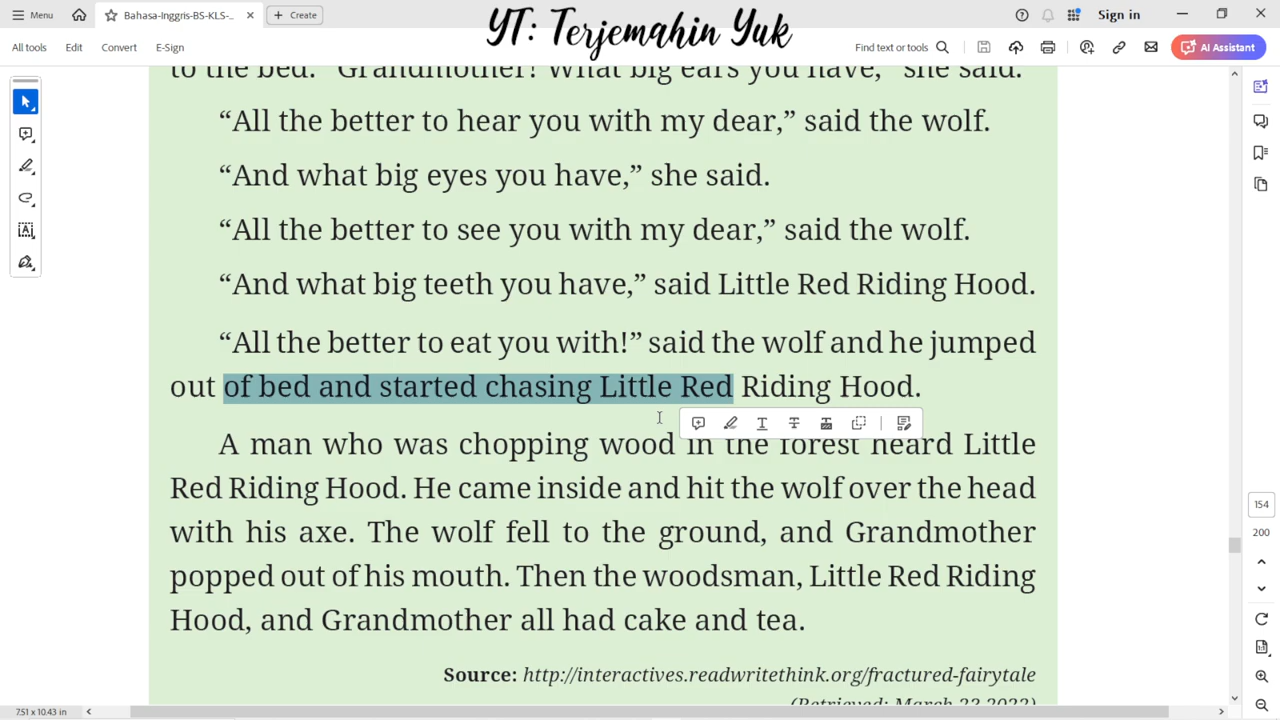 Menu
Bahasa-Inggris-BS-KLS-...
Create
YT: Terjemahin Yuk
Sign in
All tools
Edit
Convert
E-Sign
Find text or tools
AI Assistant
to the bed. "Grandmother! What big ears you have," she said.
“All the better to hear you with my dear,” said the wolf.
“And what big eyes you have,” she said.
“All the better to see you with my dear,” said the wolf.
“And what big teeth you have,” said Little Red Riding Hood.
“All the better to eat you with!” said the wolf and he jumped
out of bed and started chasing Little Red Riding Hood.
A man who was chopping wood in the forest heard Little
Red Riding Hood. He came inside and hit the wolf over the head
with his axe. The wolf fell to the ground, and Grandmother
popped out of his mouth. Then the woodsman, Little Red Riding
Hood, and Grandmother all had cake and tea.
Source: http://interactives.readwritethink.org/fractured-fairytale
(Retrieved: March 23 2022)
154
200
7.51 x 10.43 in